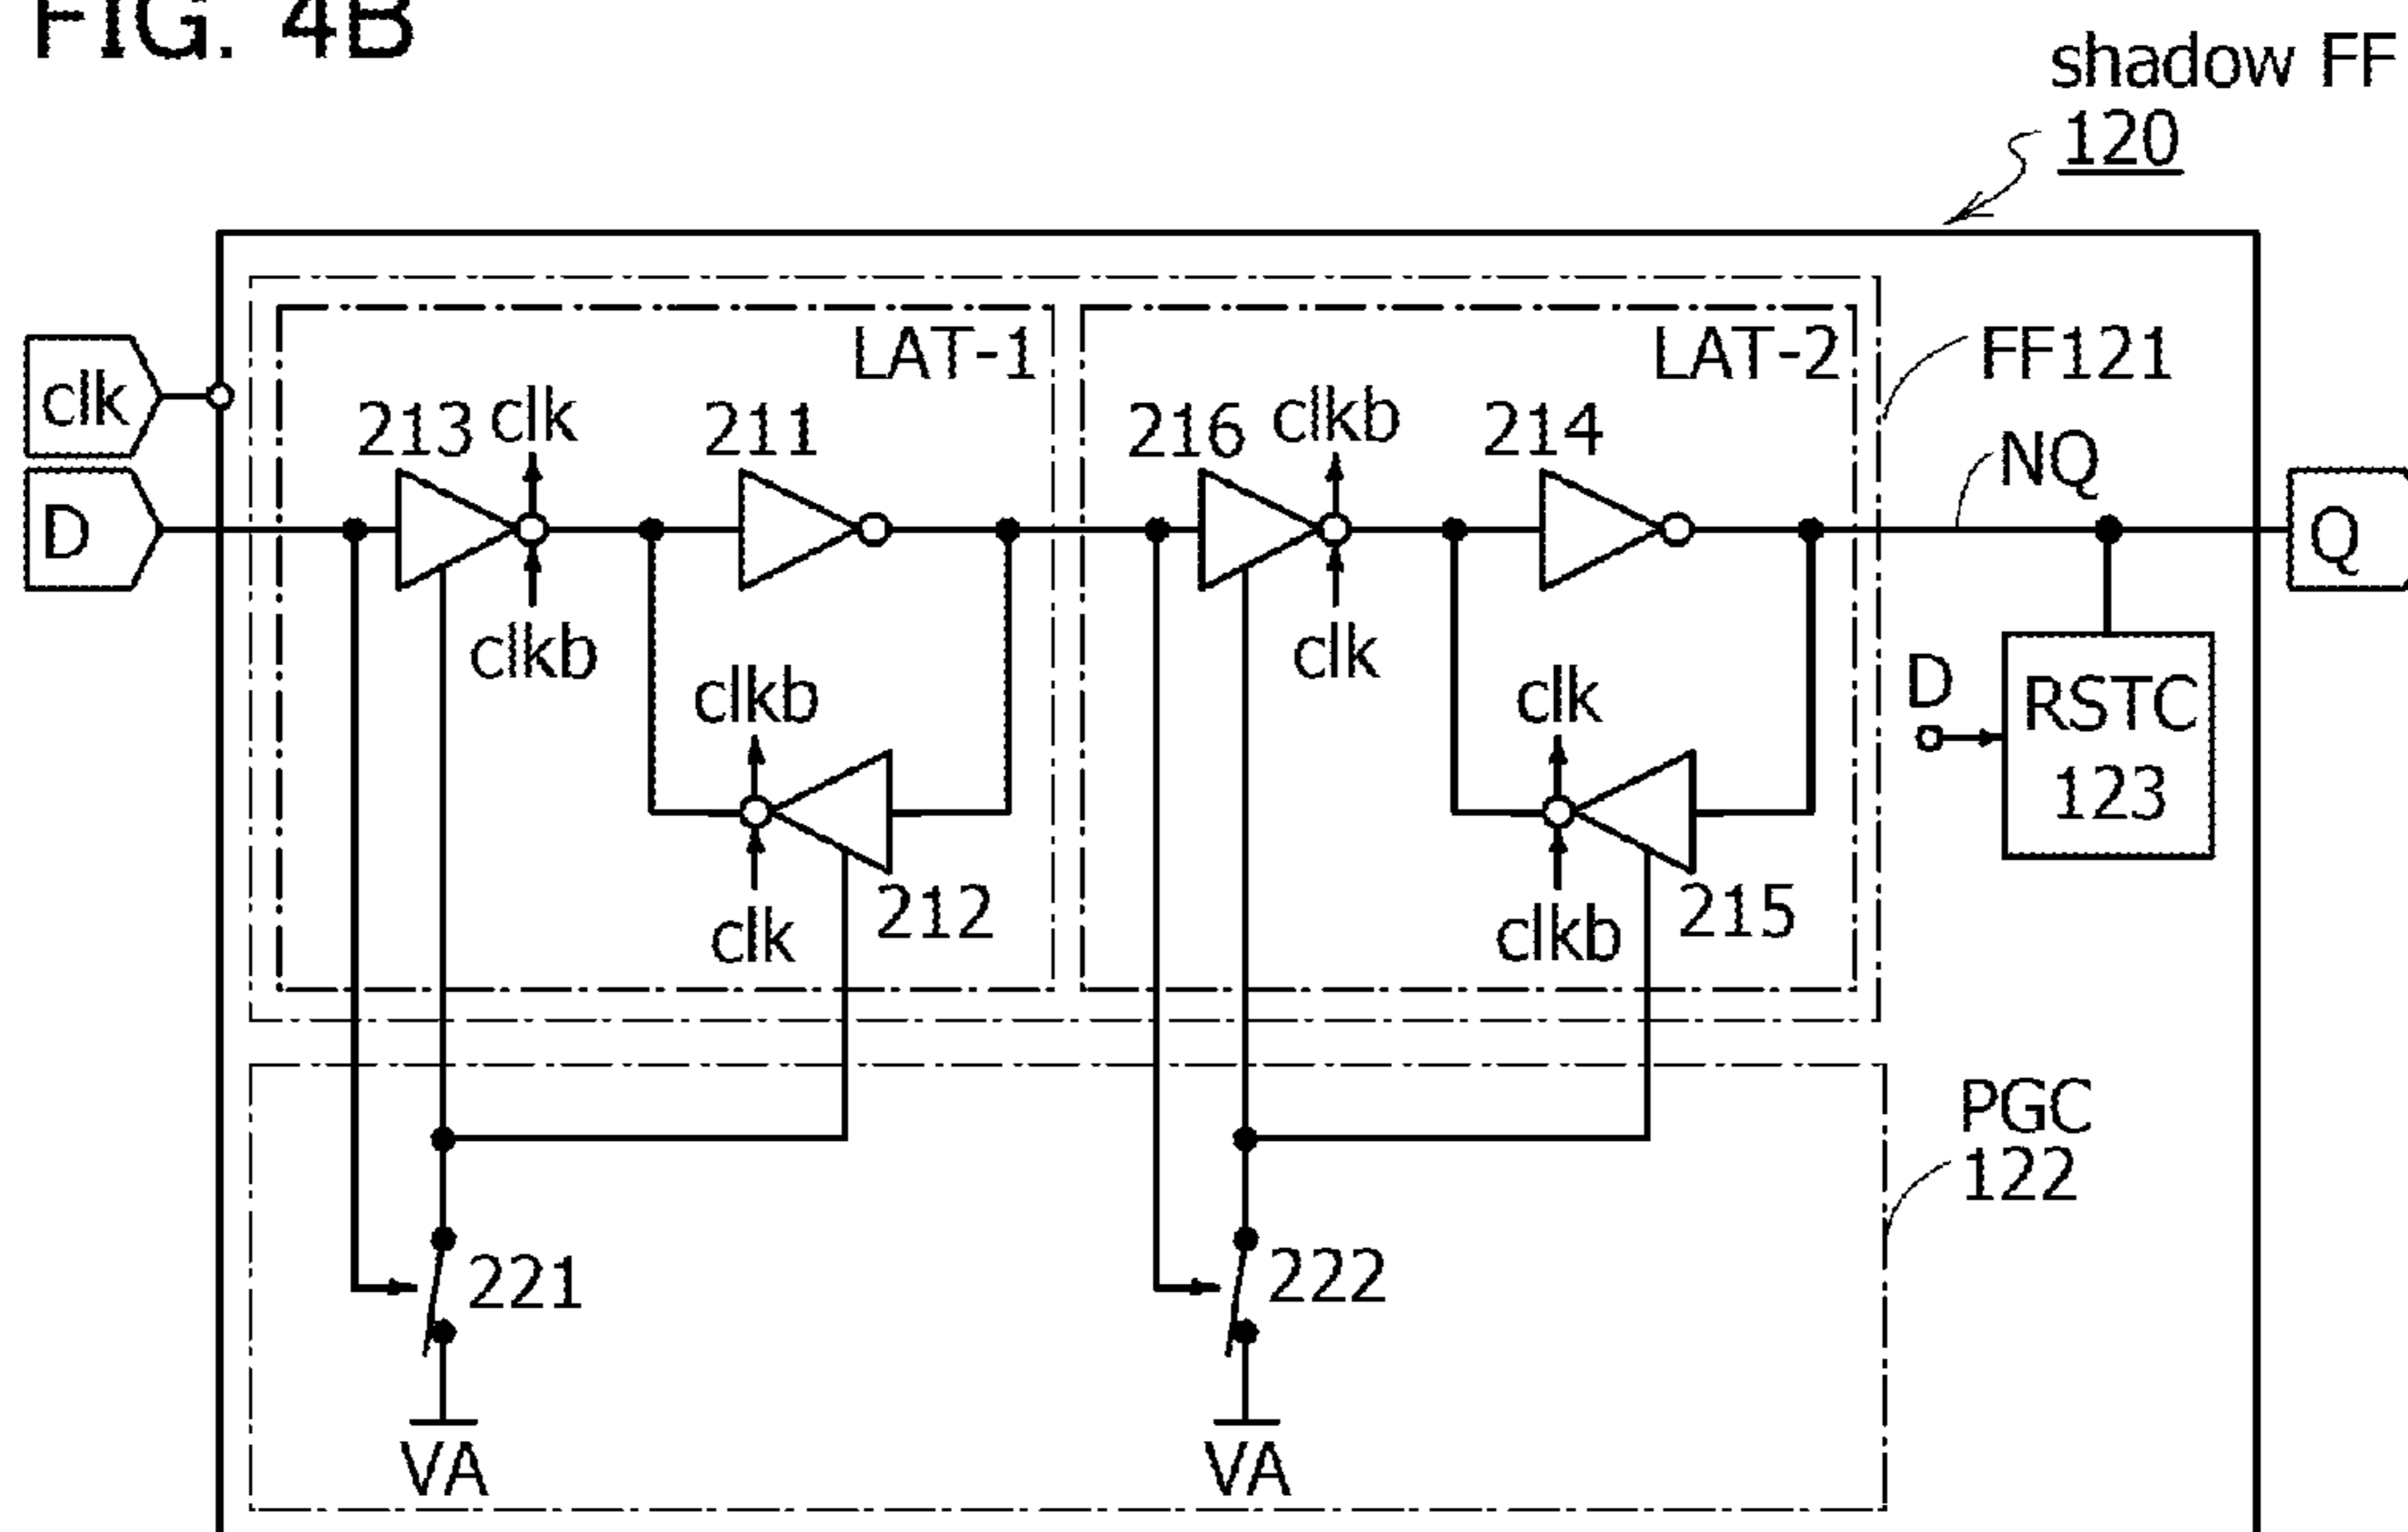 FIG. 4B
shadow FF
120
LAT-1
LAT-2
clk
FF121
213
clk
211
216
clkb
214
NQ
D
Q
clkb
clk
D
clkb
clk
RSTC
123
212
215
clk
clkb
PGC
122
221
222
VA
VA